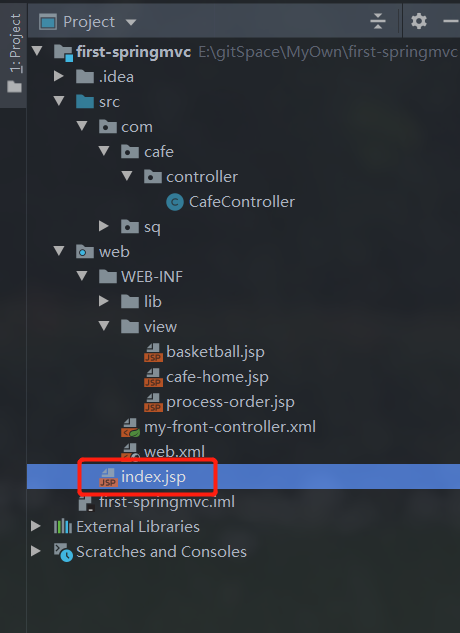 1: Project
Project
first-springmvc E:\gitSpace\MyOwn\first-springmvc
.idea
src
com
cafe
controller
C CafeController
sq
web
WEB-INF
lib
view
JSP basketball.jsp
JSP cafe-home.jsp
JSP process-order.jsp
my-front-controller.xml
web.xml
JSP index.jsp
first-springmvc.iml
External Libraries
Scratches and Consoles